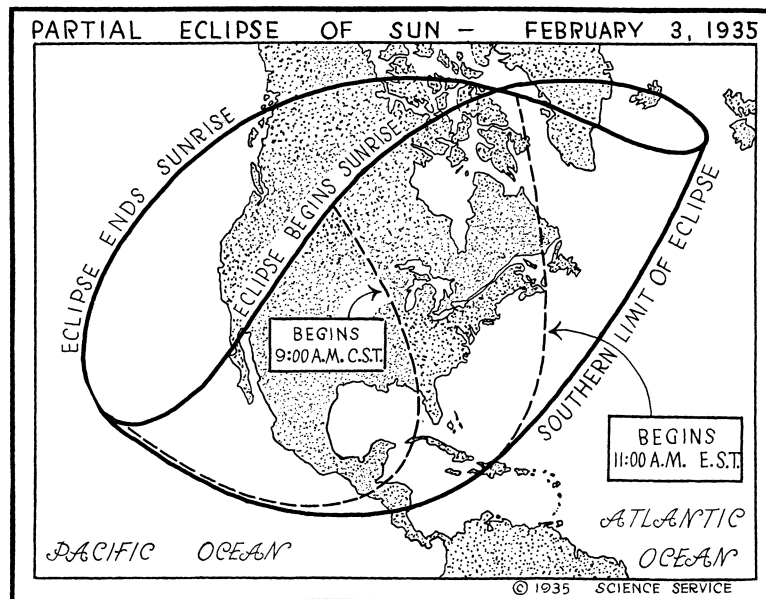 PARTIAL ECLIPSE OF SUN — FEBRUARY 3, 1935
ECLIPSE ENDS SUNRISE
ECLIPSE BEGINS SUNRISE
SOUTHERN LIMIT OF ECLIPSE
BEGINS
9:00 A.M. C.S.T.
BEGINS
11:00 A.M. E.S.T.
PACIFIC OCEAN
ATLANTIC
OCEAN
© 1935 SCIENCE SERVICE